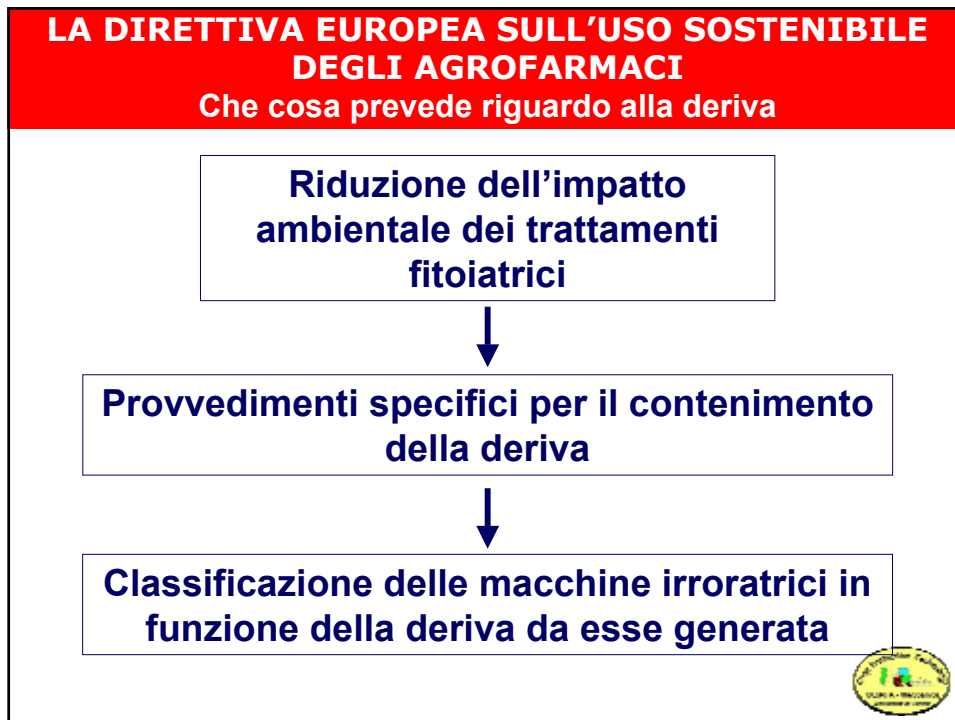 LA DIRETTIVA EUROPEA SULL’USO SOSTENIBILE
DEGLI AGROFARMACI
Che cosa prevede riguardo alla deriva
Riduzione dell’impatto
ambientale dei trattamenti
fitoiatrici
Provvedimenti specifici per il contenimento
della deriva
Classificazione delle macchine irroratrici in
funzione della deriva da esse generata